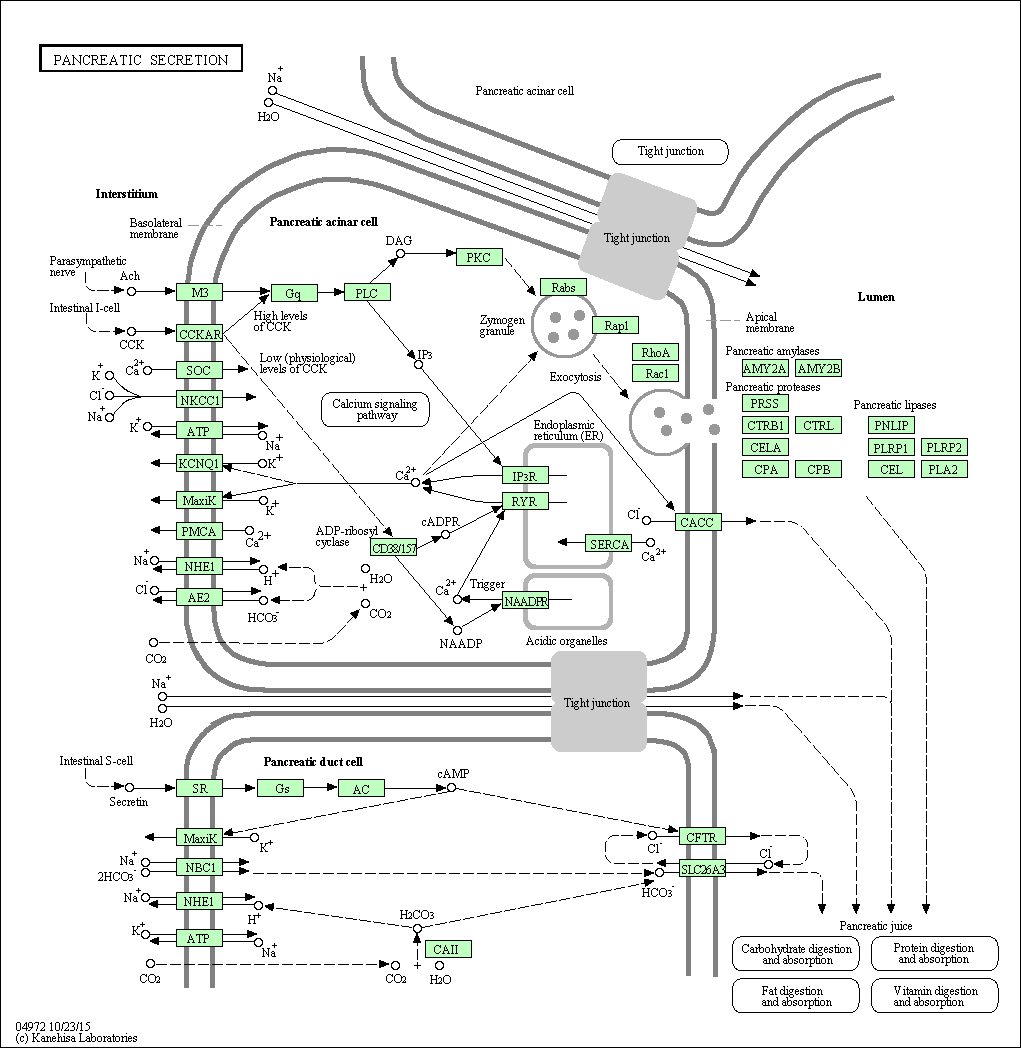 PANCREATIC SECRETION
Na+
H2O
Pancreatic acinar cell
Tight junction
Tight junction
Interstitium
Basolateral
membrane
Pancreatic acinar cell
Lumen
Parasympathetic
nerve
Ach
M3
Gq
PLC
DAG
PKC
Rabs
Zymogen
granule
Rap1
RhoA
Rac1
Exocytosis
Apical
membrane
Intestinal I-cell
CCK
CCKAR
High levels
of CCK
Low (physiological)
levels of CCK
IP3
Calcium signaling
pathway
Ca2+
SOC
K+
Cl-
Na+
NKCC1
K+
ATP
Na+
KCNQ1
K+
MaxiK
K+
PMCA
Ca2+
Na+
NHE1
H+
Cl-
AE2
HCO3-
CO2
H2O
+
CO2
Ca2+
ADP-ribosyl
cyclase
CD38/157
cADPR
Endoplasmic
reticulum (ER)
IP3R
RYR
SERCA
Ca2+
Cl-
CACC
Ca2+
Trigger
NAADPR
NAADP
Acidic organelles
Pancreatic amylases
AMY2A
AMY2B
Pancreatic proteases
PRSS
CTRB1
CTRL
CELA
CPA
CPB
Pancreatic lipases
PNLIP
PLRP1
PLRP2
CEL
PLA2
Na+
H2O
Tight junction
Intestinal S-cell
Secretin
Pancreatic duct cell
SR
Gs
AC
cAMP
MaxiK
K+
Na+
2HCO3-
NBC1
Na+
NHE1
H+
K+
ATP
Na+
CO2
CO2
H2CO3
+
CAII
H2O
Cl-
CFTR
SLC26A3
Cl-
HCO3-
Pancreatic juice
Carbohydrate digestion
and absorption
Protein digestion
and absorption
Fat digestion
and absorption
Vitamin digestion
and absorption
04972 10/23/15
(c) Kanehisa Laboratories